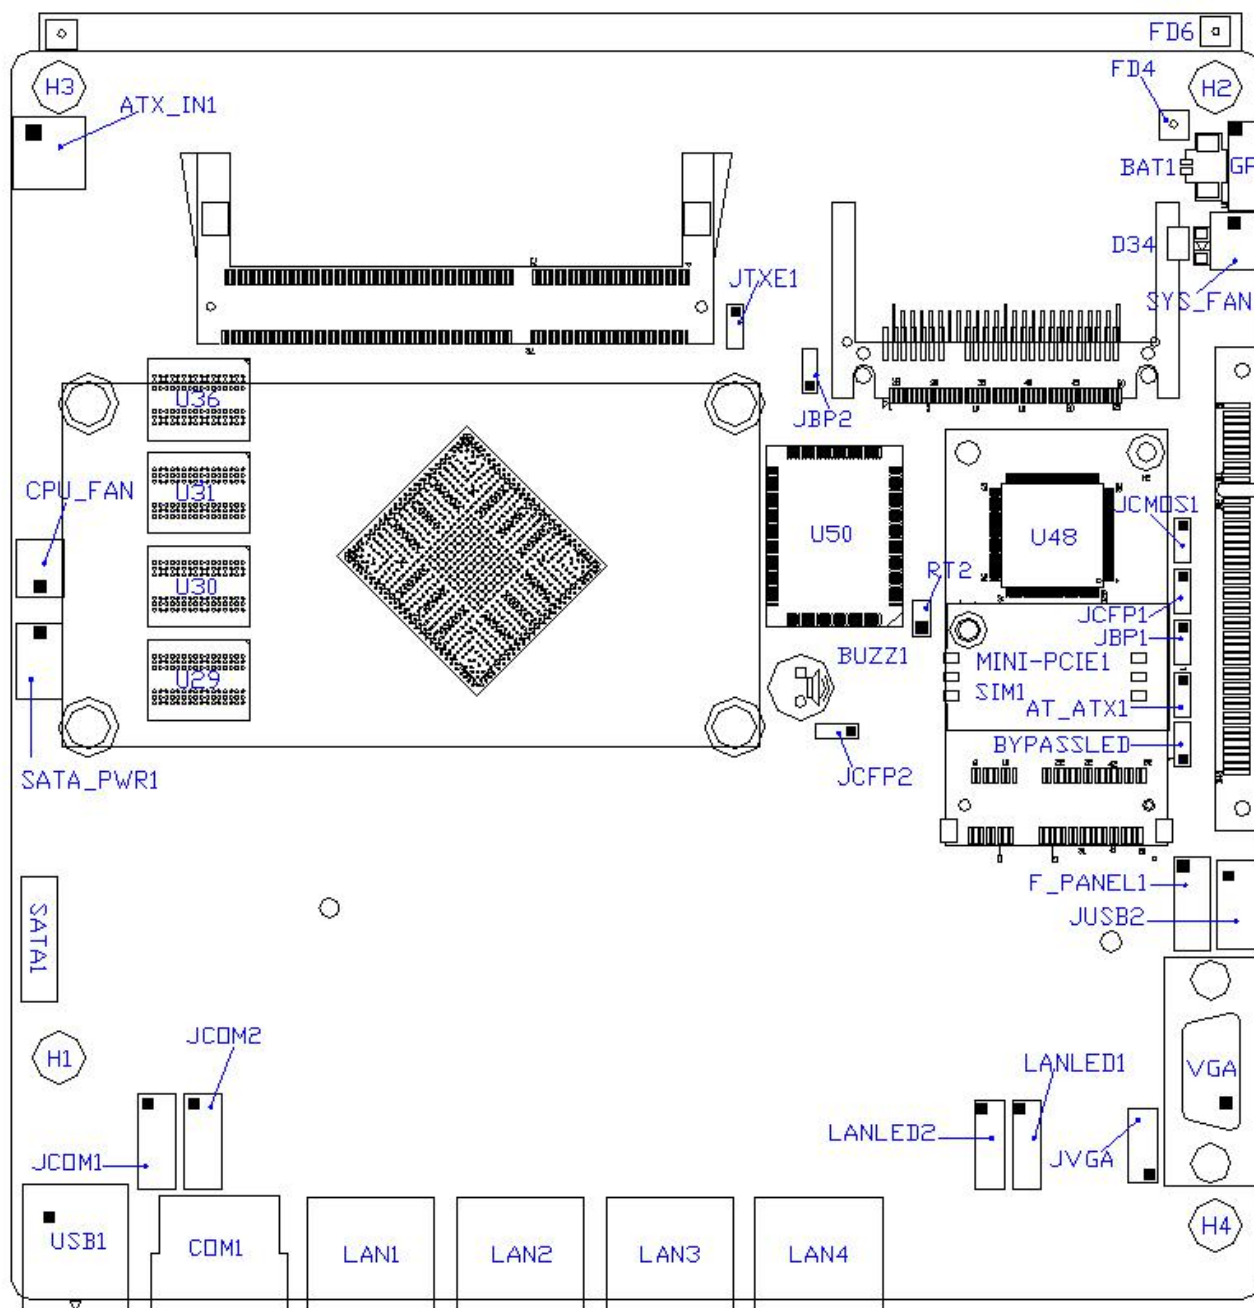 FD6
H3
FD4
H2
ATX_IN1
BAT1
GP
D34
JTXE1
SYS_FAN
U36
JBP2
CPU_FAN
U31
U50
U48
JCMOS1
U30
RT2
JCFP1
JBP1
BUZZ1
MINI-PCIE1
U29
SIM1
AT_ATX1
BYPASSLED
SATA_PWR1
JCFP2
F_PANEL1
JUSB2
SATA1
JCOM2
H1
LANLED1
VGA
LANLED2
JCOM1
JVGA
H4
USB1
COM1
LAN1
LAN2
LAN3
LAN4